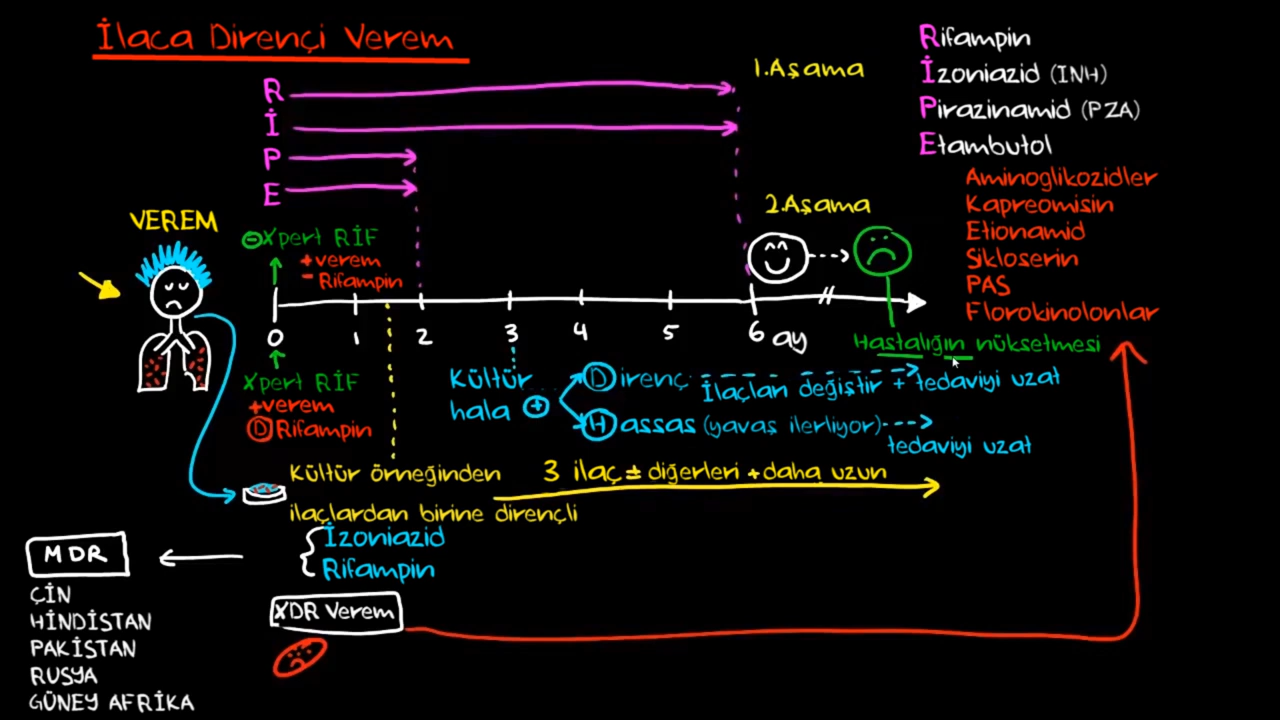 İlaca Dirençi Verem
R
İ
P
E
1.Aşama
Rifampin
İzoniazid (INH)
Pirazinamid (PZA)
Etambutol
Aminoglikozidler
Kapreomisin
Etionamid
Sikloserin
PAS
Florokinolonlar
VEREM
2.Aşama
- Xpert RİF
+verem
- Rifampin
0 1 2 3 4 5 6 ay
Hastalığın nüksetmesi
Xpert RİF
+verem
D Rifampin
Kültür
hala +
Direnç
İlaçları değiştir + tedaviyi uzat
Hassas (yavaş ilerliyor)
tedaviyi uzat
Kültür örneğinden
ilaçlardan birine dirençli
3 ilaç ± diğerleri + daha uzun
İzoniazid
Rifampin
MDR
ÇİN
HİNDİSTAN
PAKİSTAN
RUSYA
GÜNEY AFRİKA
XDR Verem